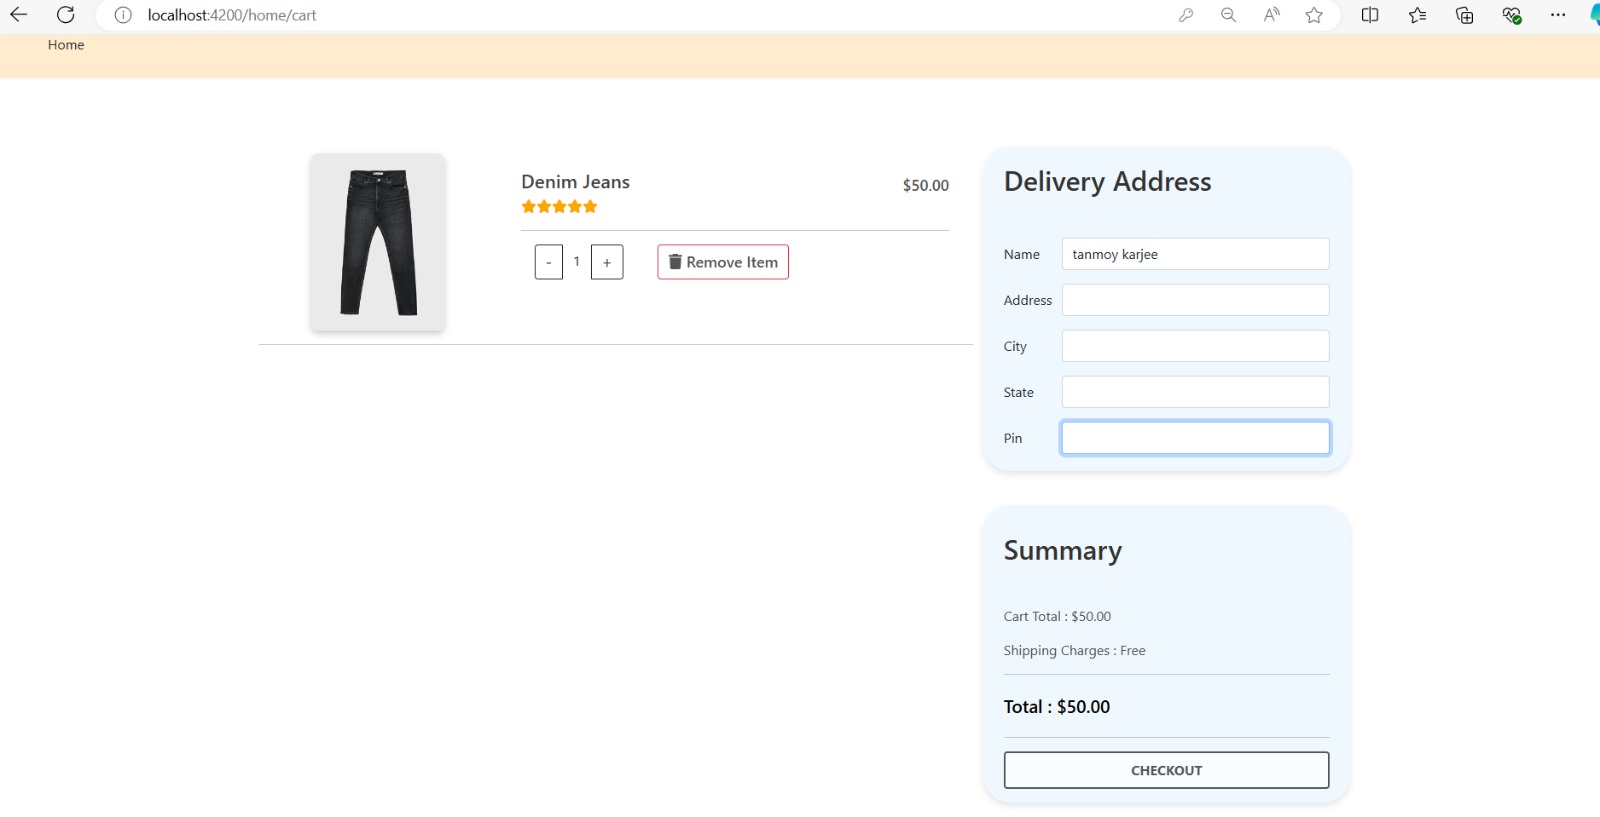 localhost:4200/home/cart
Home
Denim Jeans
$50.00
- 1 +
Remove Item
Delivery Address
Name tanmoy karjee
Address
City
State
Pin
Summary
Cart Total : $50.00
Shipping Charges : Free
Total : $50.00
CHECKOUT